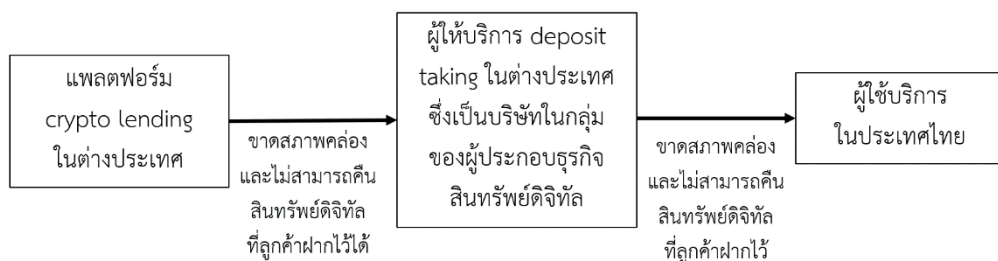 แพลตฟอร์ม
crypto lending
ในต่างประเทศ
ขาดสภาพคล่อง
และไม่สามารถคืน
สินทรัพย์ดิจิทัล
ที่ลูกค้าฝากไว้ได้
ผู้ให้บริการ deposit
taking ในต่างประเทศ
ซึ่งเป็นบริษัทในกลุ่ม
ของผู้ประกอบธุรกิจ
สินทรัพย์ดิจิทัล
ขาดสภาพคล่อง
และไม่สามารถคืน
สินทรัพย์ดิจิทัล
ที่ลูกค้าฝากไว้
ผู้ใช้บริการ
ในประเทศไทย